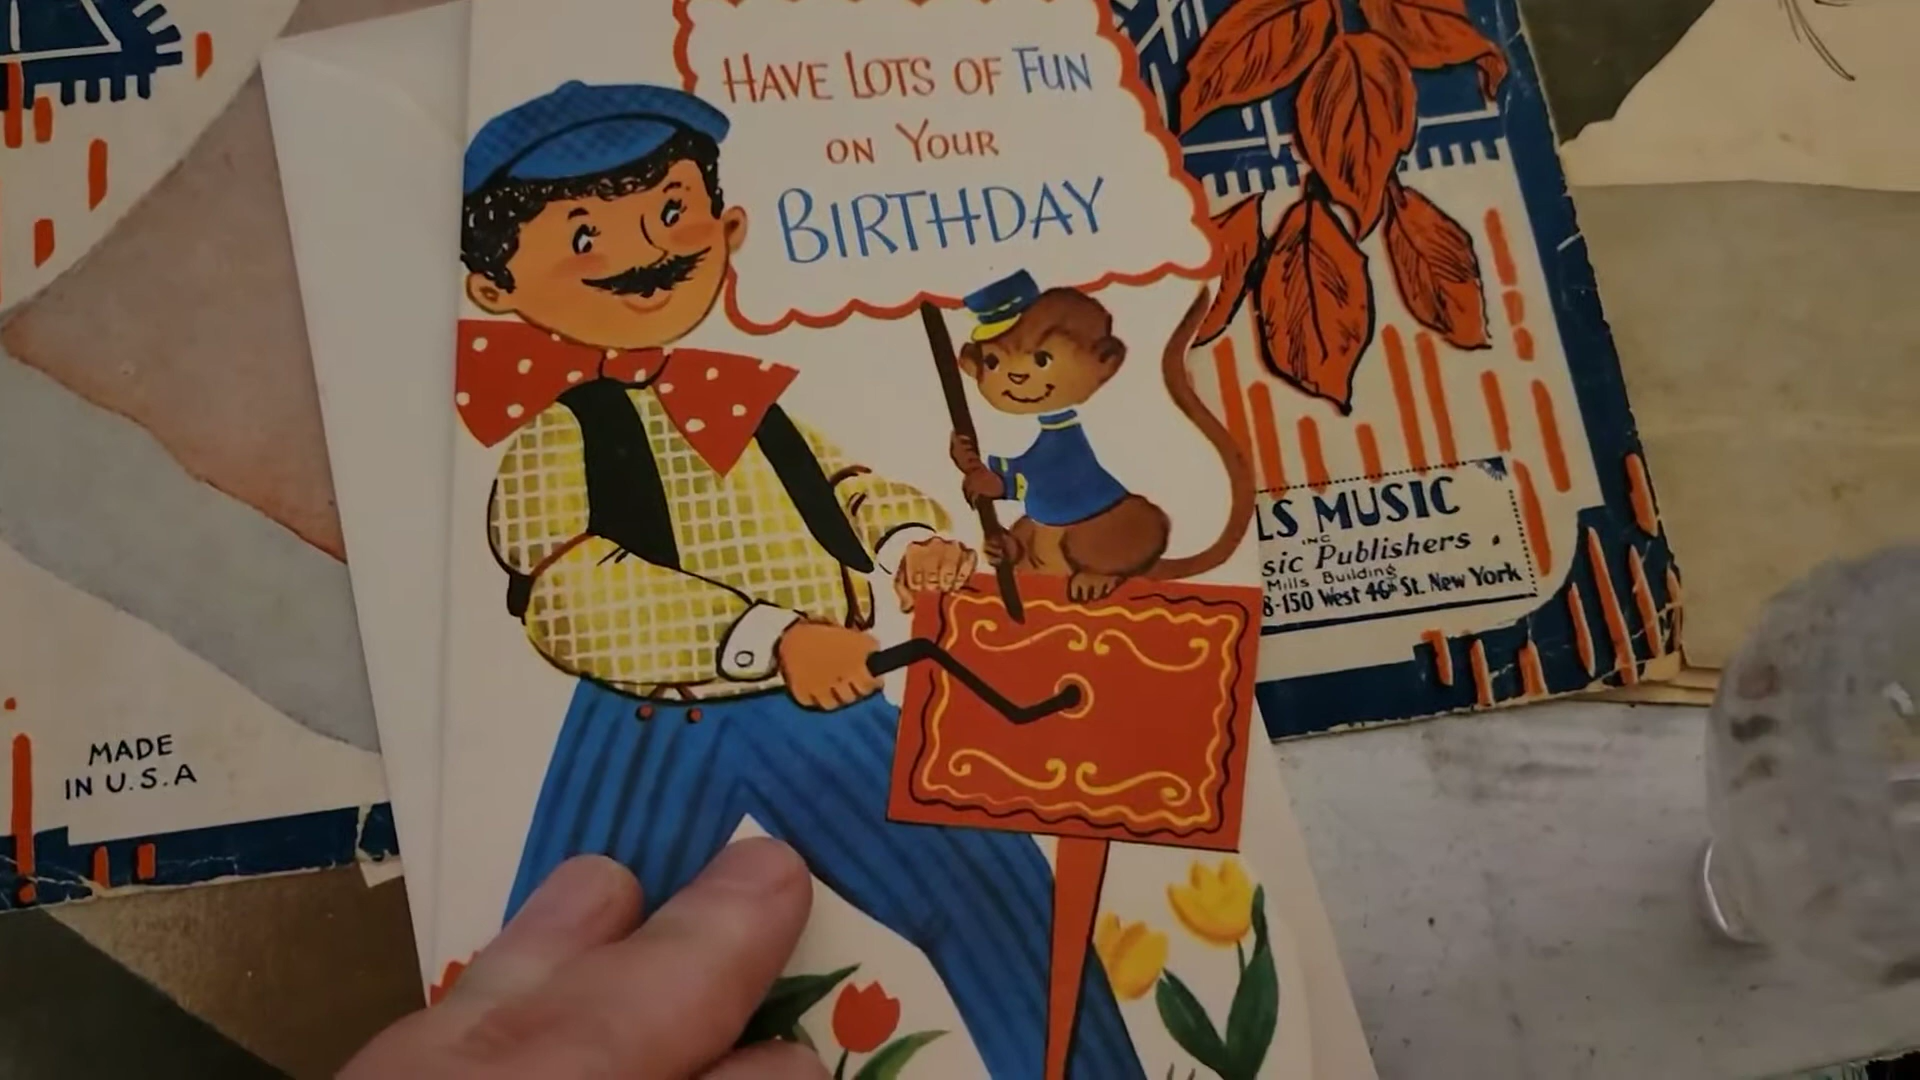 HAVE LOTS OF FUN
ON YOUR
BIRTHDAY
LS MUSIC
INC
sic Publishers
Mills Building
8-150 West 46th St. New York
MADE
IN U.S.A